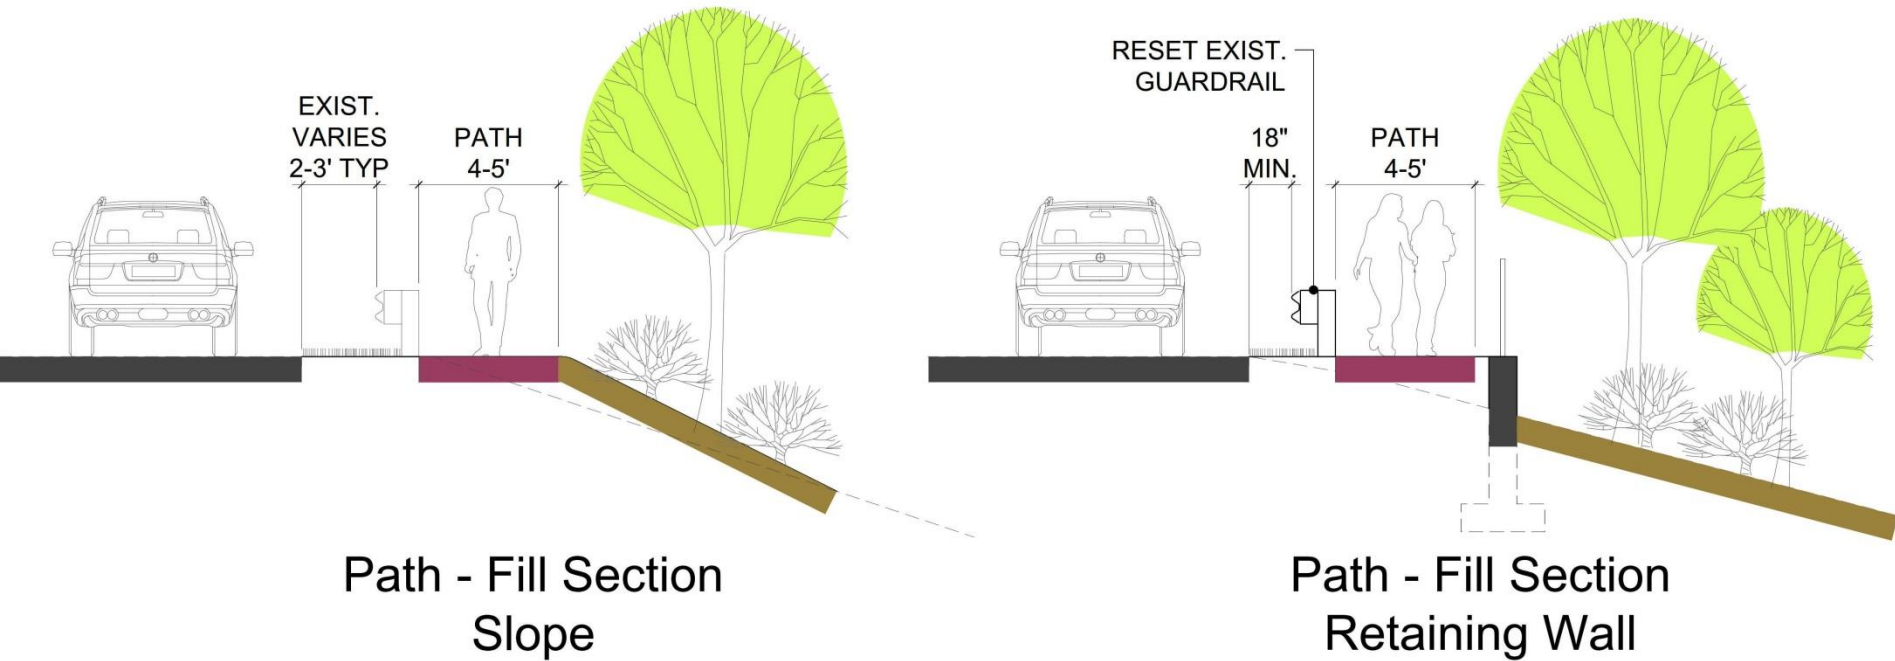 EXIST.
VARIES
2-3' TYP
PATH
4-5'
RESET EXIST.
GUARDRAIL
18"
MIN.
PATH
4-5'
Path - Fill Section
Slope
Path - Fill Section
Retaining Wall